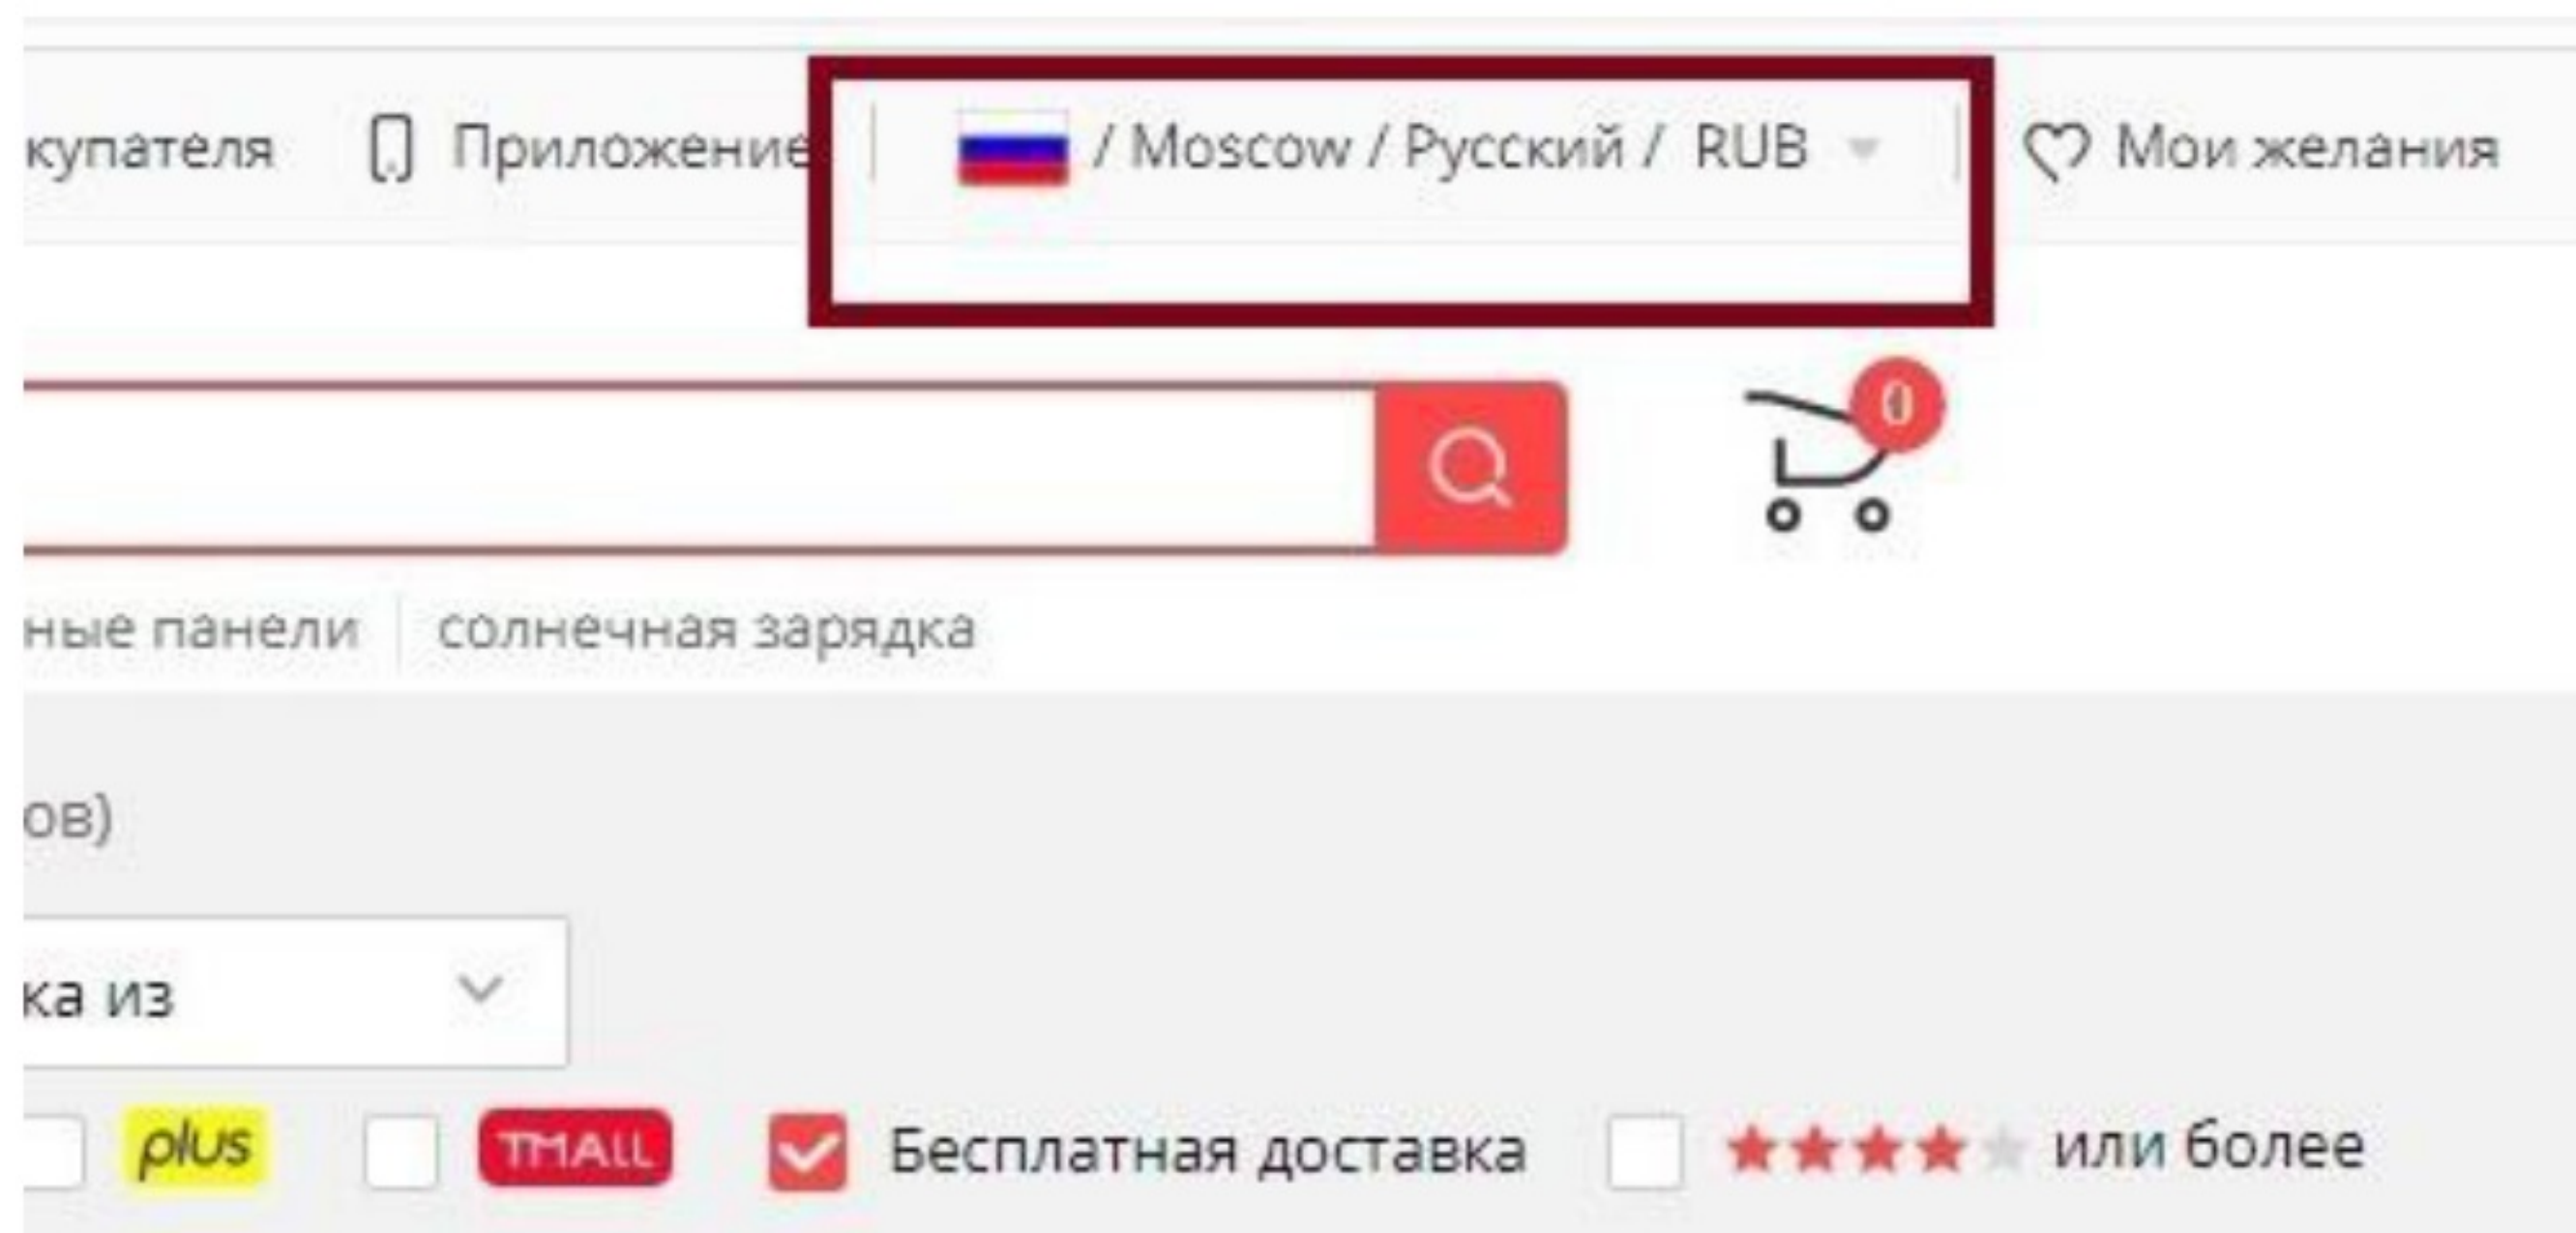 купателя Приложение / Moscow / Русский / RUB Мои желания
0
ные панели солнечная зарядка
ов)
ка из
plus TMALL Бесплатная доставка или более